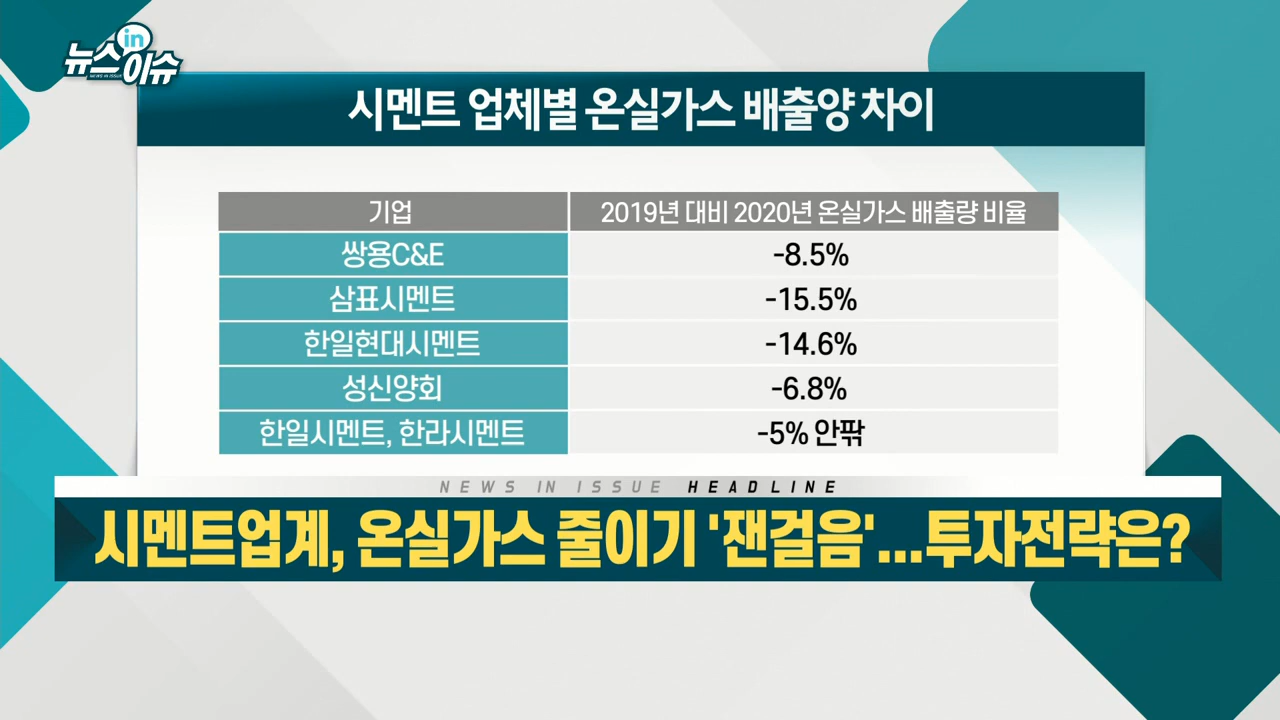 뉴스in이슈
NEWS IN ISSUE
시멘트 업체별 온실가스 배출양 차이
기업 2019년 대비 2020년 온실가스 배출량 비율
쌍용C&E -8.5%
삼표시멘트 -15.5%
한일현대시멘트 -14.6%
성신양회 -6.8%
한일시멘트, 한라시멘트 -5% 안팎
NEWS IN ISSUE HEADLINE
시멘트업계, 온실가스 줄이기 '잰걸음'...투자전략은?